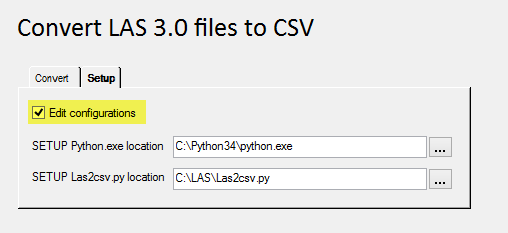 Convert LAS 3.0 files to CSV
Convert Setup
Edit configurations
SETUP Python.exe location C:\Python34\python.exe ...
SETUP Las2csv.py location C:\LAS\Las2csv.py ...